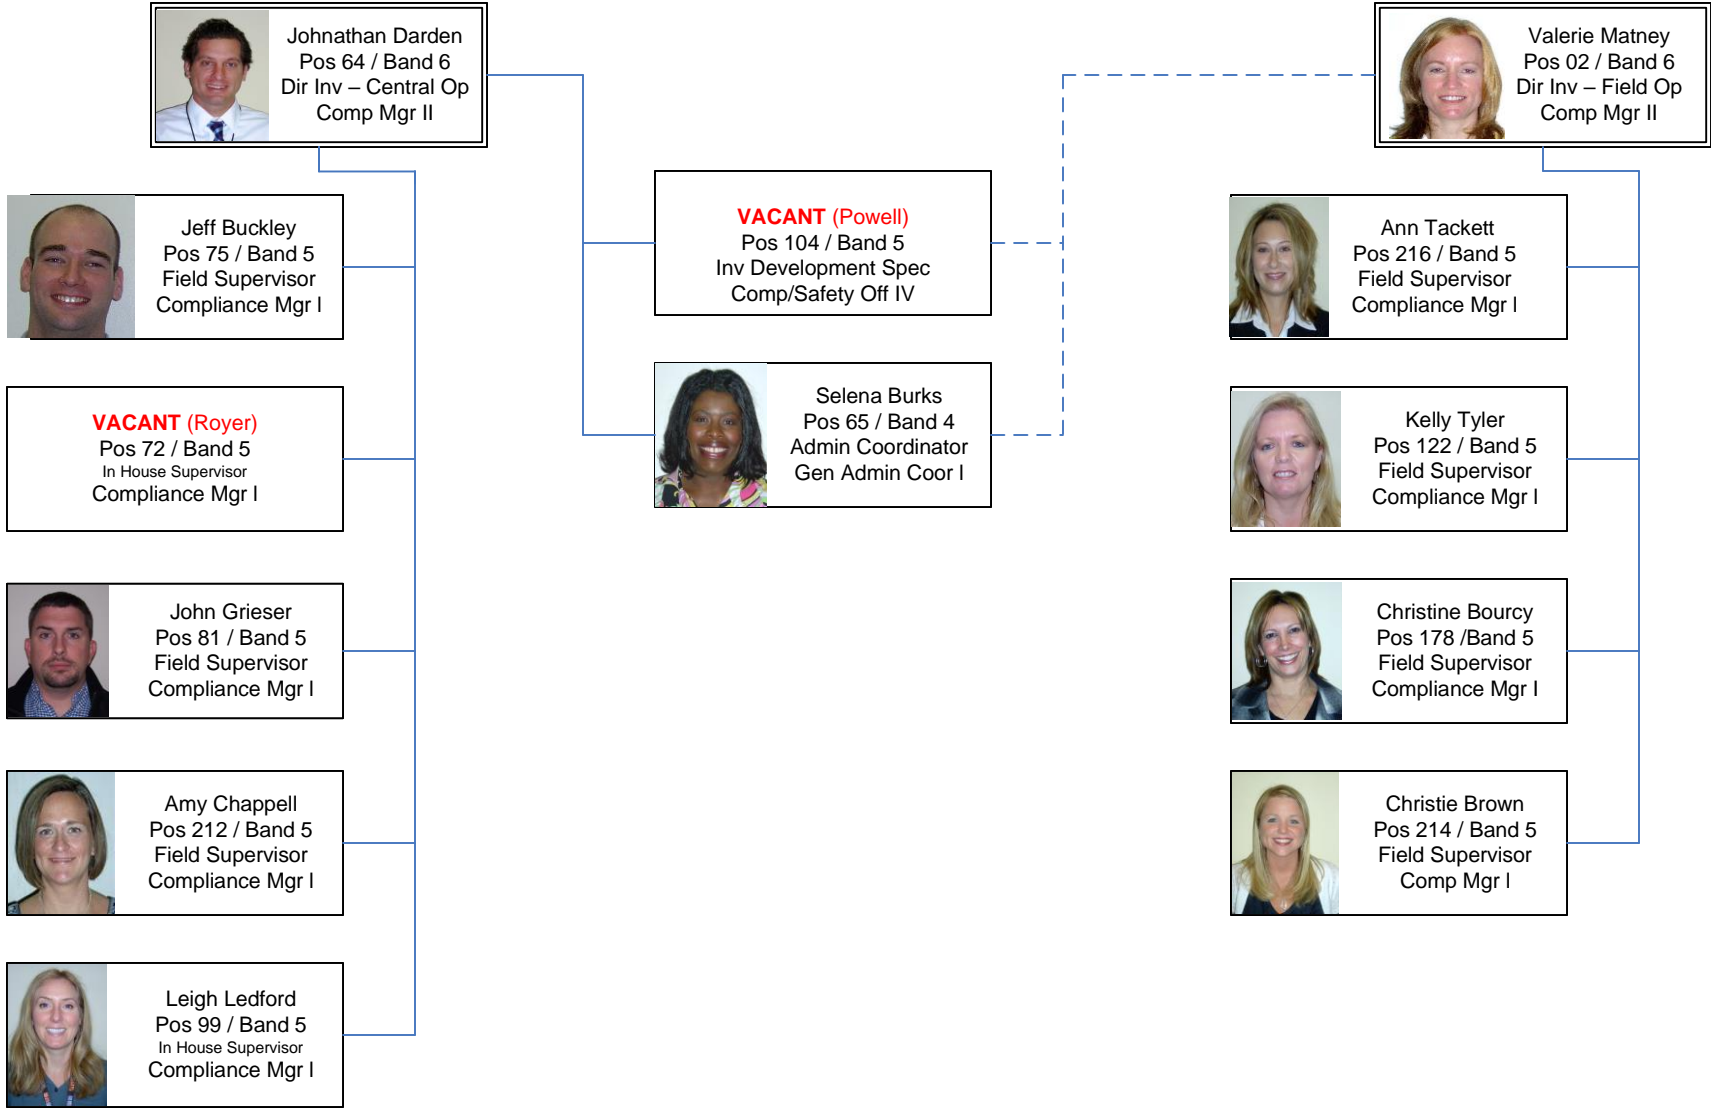 Johnathan Darden
Pos 64 / Band 6
Dir Inv – Central Op
Comp Mgr II
Valerie Matney
Pos 02 / Band 6
Dir Inv – Field Op
Comp Mgr II
Jeff Buckley
Pos 75 / Band 5
Field Supervisor
Compliance Mgr I
VACANT (Royer)
Pos 72 / Band 5
In House Supervisor
Compliance Mgr I
John Grieser
Pos 81 / Band 5
Field Supervisor
Compliance Mgr I
Amy Chappell
Pos 212 / Band 5
Field Supervisor
Compliance Mgr I
Leigh Ledford
Pos 99 / Band 5
In House Supervisor
Compliance Mgr I
VACANT (Powell)
Pos 104 / Band 5
Inv Development Spec
Comp/Safety Off IV
Selena Burks
Pos 65 / Band 4
Admin Coordinator
Gen Admin Coor I
Ann Tackett
Pos 216 / Band 5
Field Supervisor
Compliance Mgr I
Kelly Tyler
Pos 122 / Band 5
Field Supervisor
Compliance Mgr I
Christine Bourcy
Pos 178 /Band 5
Field Supervisor
Compliance Mgr I
Christie Brown
Pos 214 / Band 5
Field Supervisor
Comp Mgr I